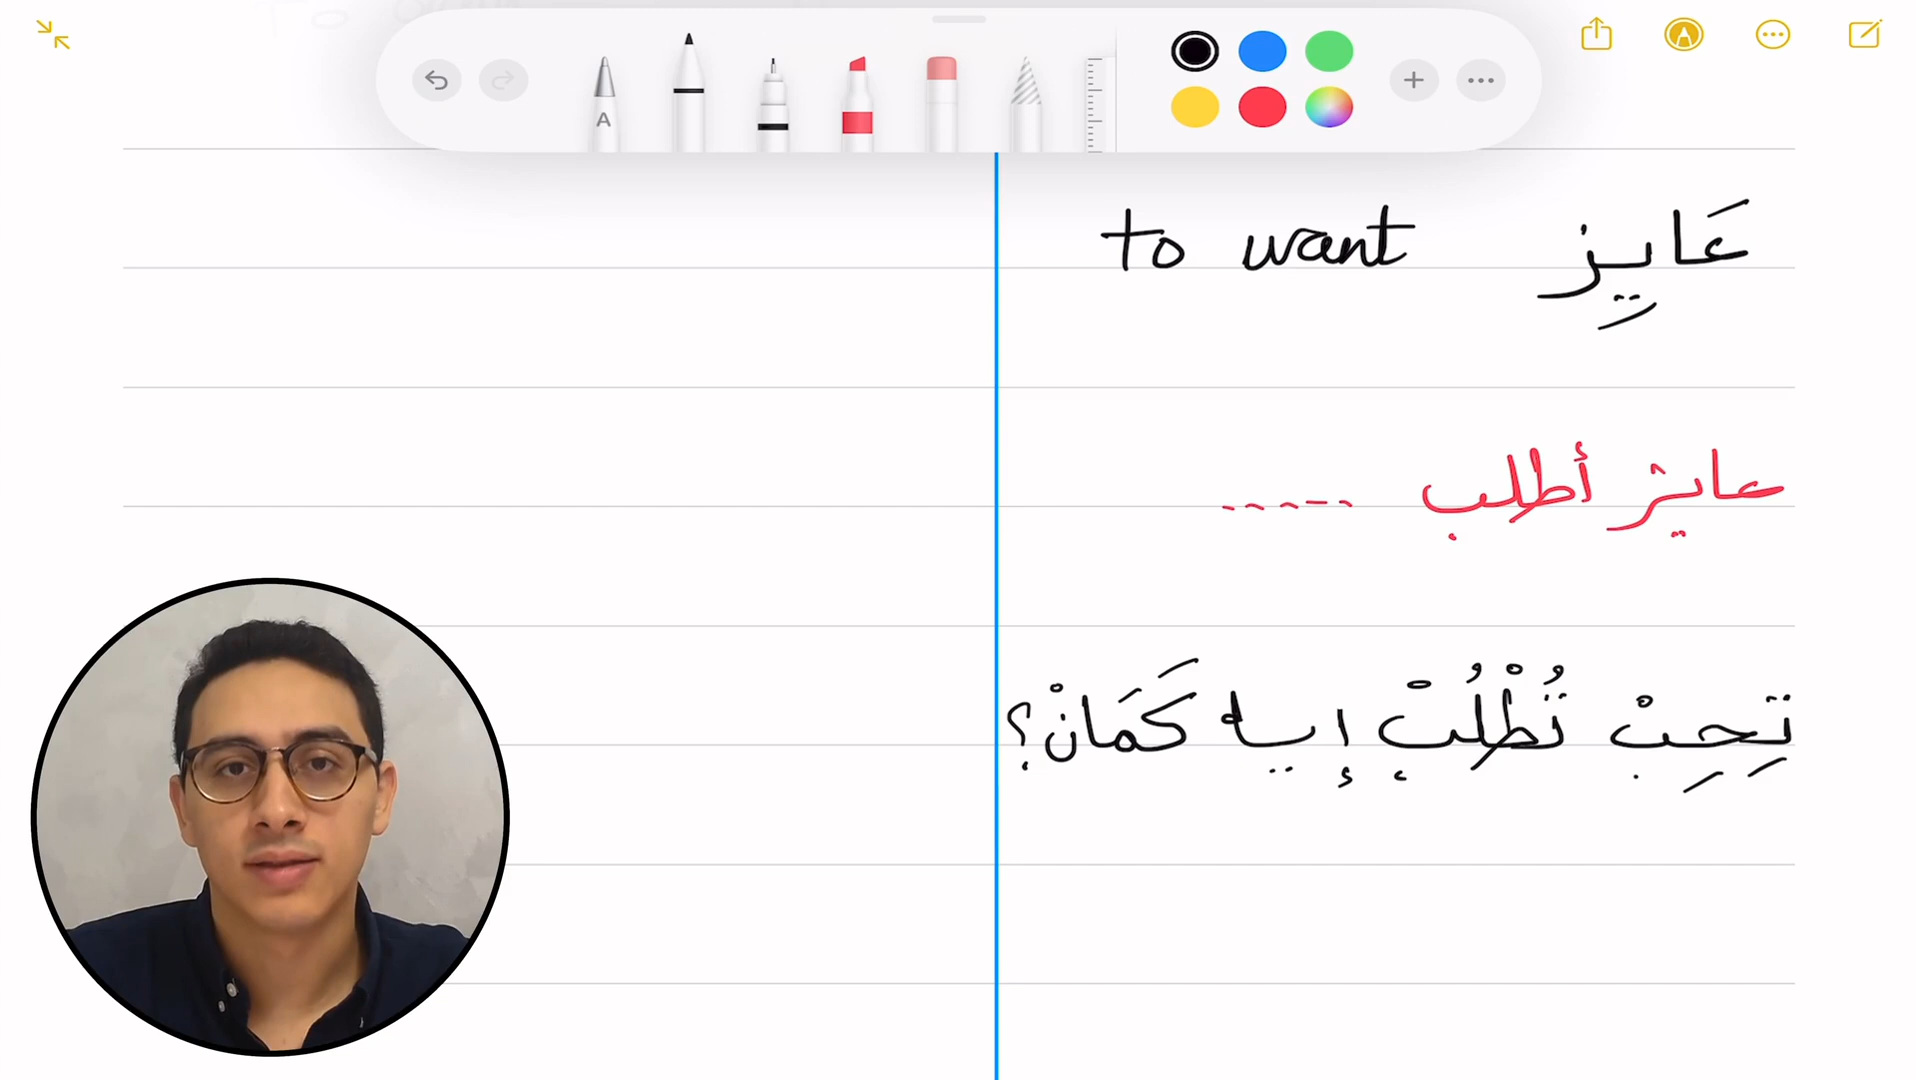 عَايِز to want
عايز أطلب -----
تِحِبْ تُطْلُبْ إيه كَمَانْ؟